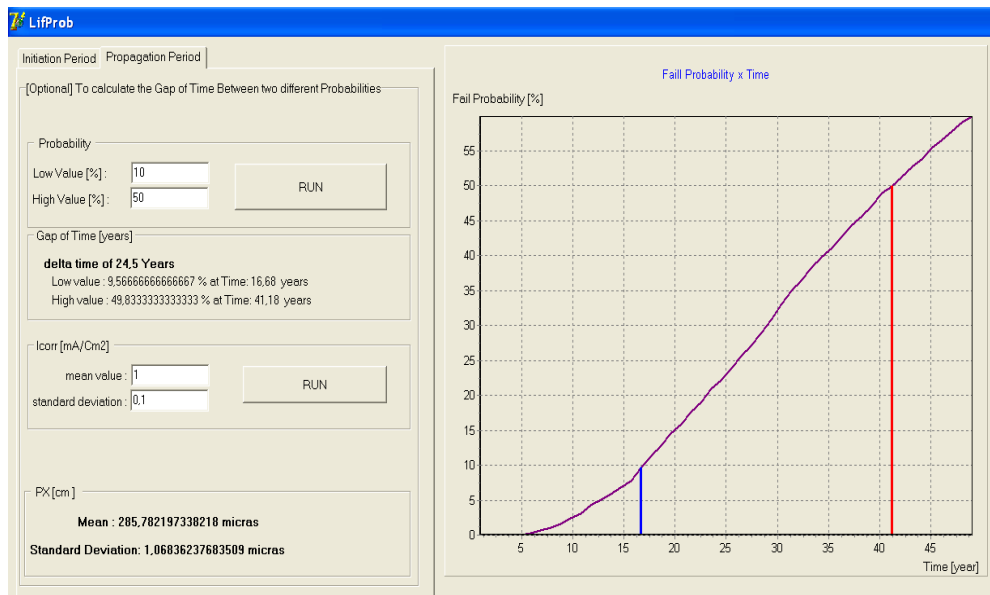 LifProb
Initiation Period
Propagation Period
[Optional] To calculate the Gap of Time Between two different Probabilities
Probability
Low Value [%] :
10
High Value [%] :
50
RUN
Gap of Time [years]
delta time of 24,5 Years
Low value : 9,56666666666667 % at Time: 16,68 years
High value : 49,8333333333333 % at Time: 41,18 years
Icorr [mA/Cm2]
mean value :
1
standard deviation :
0,1
RUN
PX [cm ]
Mean : 285,782197338218 micras
Standard Deviation: 1,06836237683509 micras
Faill Probability x Time
Fail Probability [%]
55
50
45
40
35
30
25
20
15
10
5
0
5 10 15 20 25 30 35 40 45
Time [year]